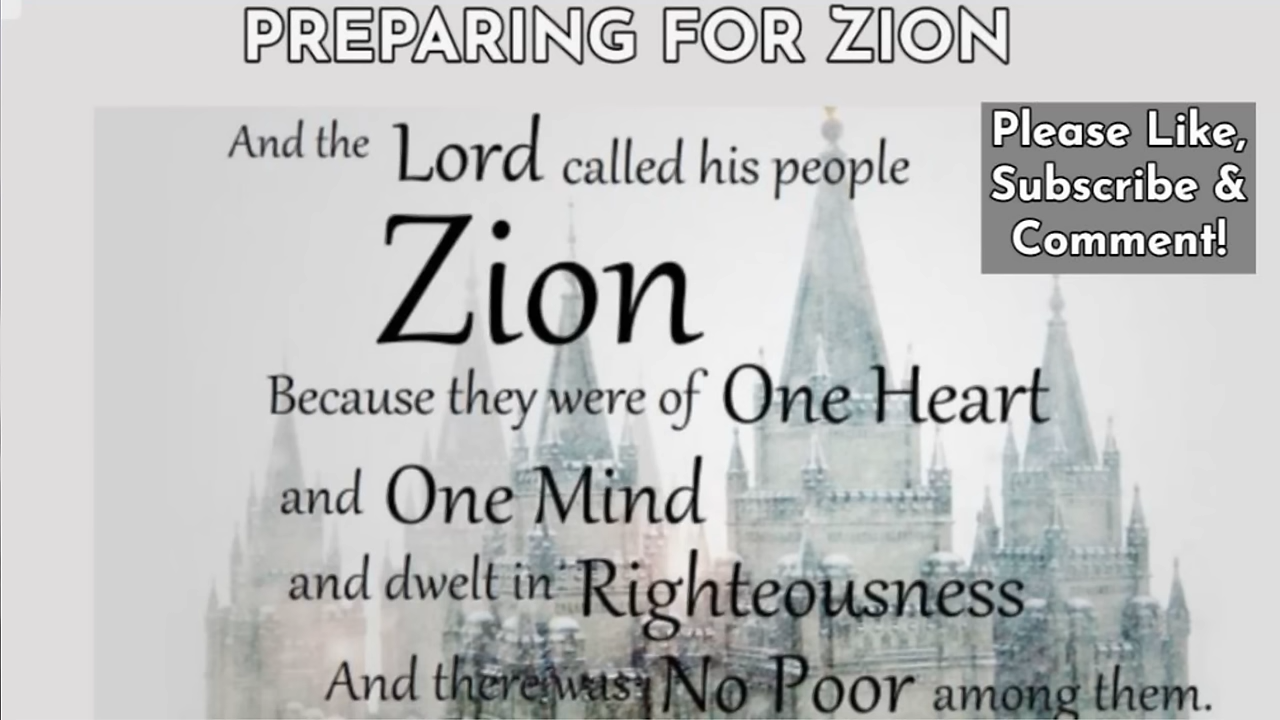 PREPARING FOR ZION
And the Lord called his people
Zion
Because they were of One Heart
and One Mind
and dwelt in Righteousness
And there was No Poor among them.
Please Like,
Subscribe &
Comment!